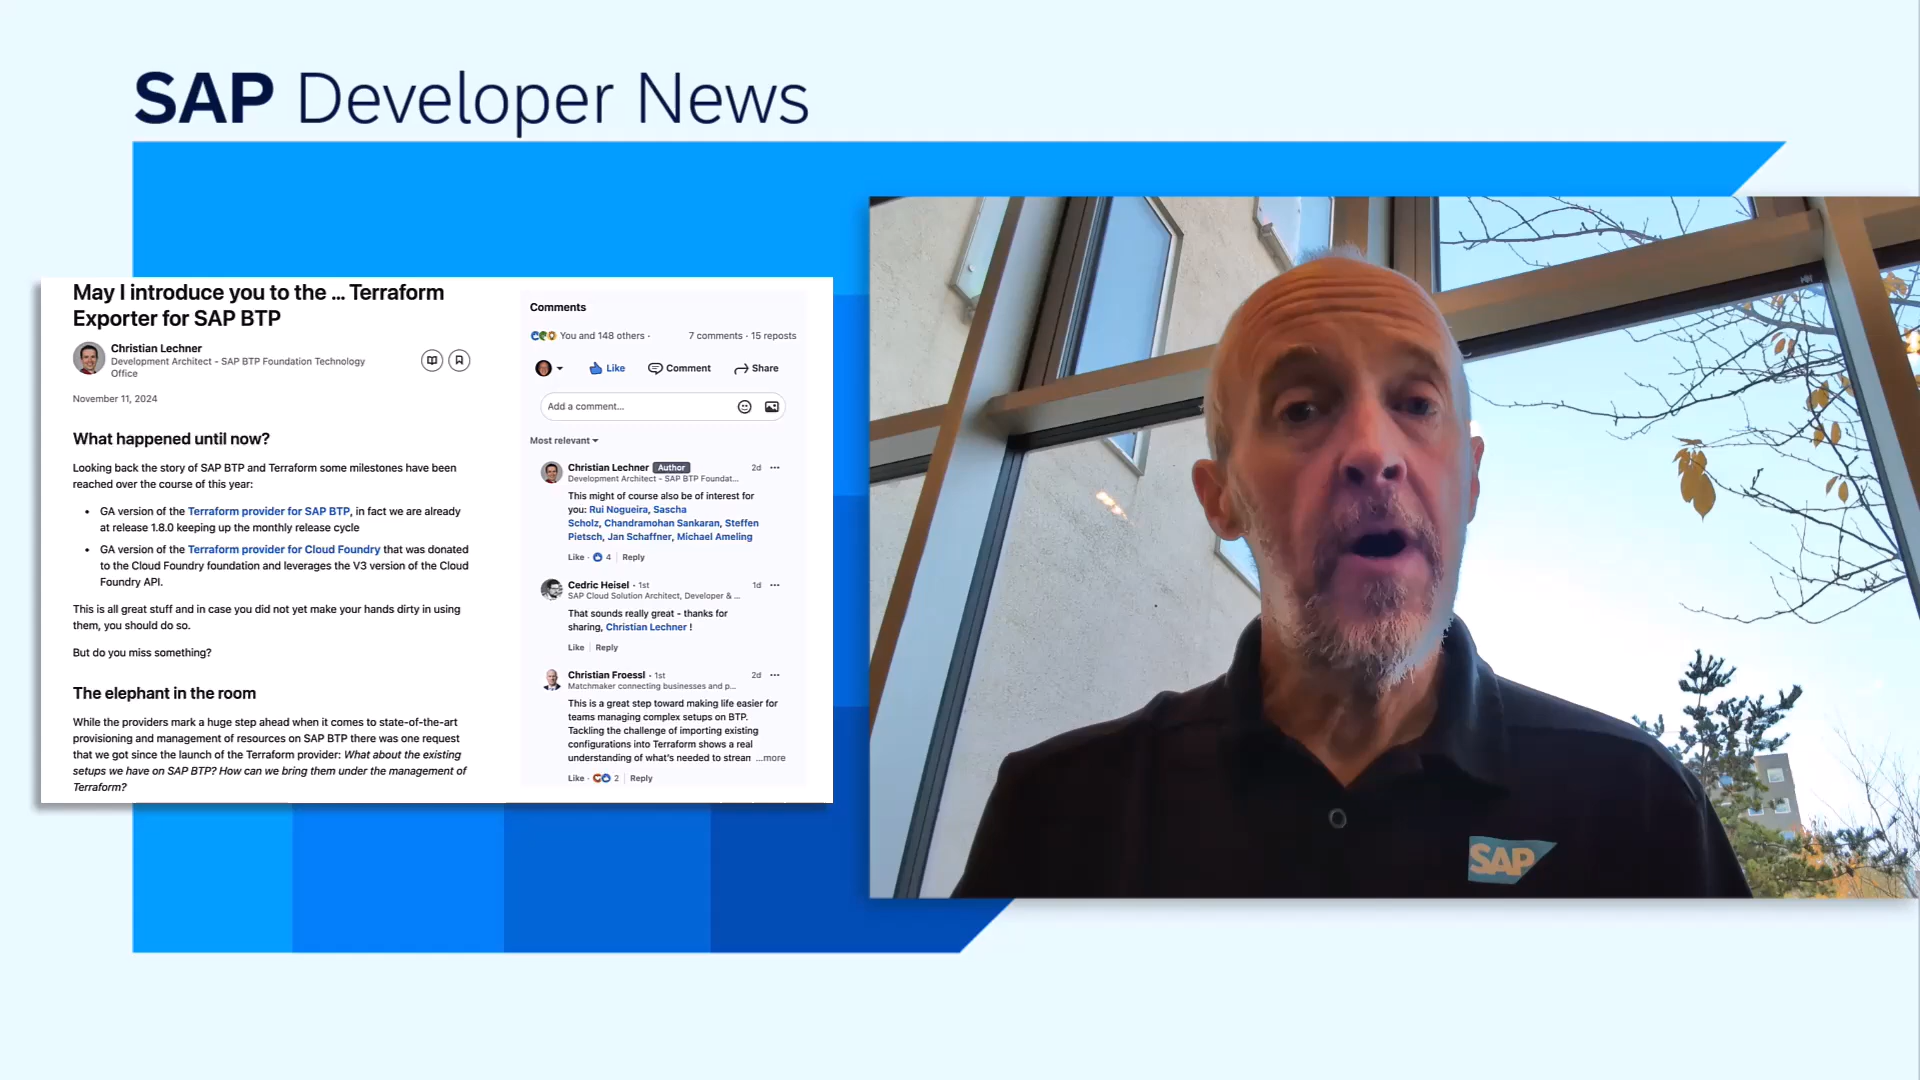 SAP Developer News
May I introduce you to the ... Terraform
Exporter for SAP BTP
Christian Lechner
Development Architect - SAP BTP Foundation Technology
Office
November 11, 2024
What happened until now?
Looking back the story of SAP BTP and Terraform some milestones have been
reached over the course of this year:
• GA version of the Terraform provider for SAP BTP, in fact we are already
at release 1.8.0 keeping up the monthly release cycle
• GA version of the Terraform provider for Cloud Foundry that was donated
to the Cloud Foundry foundation and leverages the V3 version of the Cloud
Foundry API.
This is all great stuff and in case you did not yet make your hands dirty in using
them, you should do so.
But do you miss something?
The elephant in the room
While the providers mark a huge step ahead when it comes to state-of-the-art
provisioning and management of resources on SAP BTP there was one request
that we got since the launch of the Terraform provider: What about the existing
setups we have on SAP BTP? How can we bring them under the management of
Terraform?
Comments
You and 148 others · 7 comments · 15 reposts
Like Comment Share
Add a comment...
Most relevant
Christian Lechner Author 2d ...
Development Architect - SAP BTP Foundat...
This might of course also be of interest for
you: Rui Nogueira, Sascha
Scholz, Chandramohan Sankaran, Steffen
Pietsch, Jan Schaffner, Michael Ameling
Like · 4 | Reply
Cedric Heisel · 1st 1d ...
SAP Cloud Solution Architect, Developer & ...
That sounds really great - thanks for
sharing, Christian Lechner !
Like | Reply
Christian Froessl · 1st 2d ...
Matchmaker connecting businesses and p...
This is a great step toward making life easier for
teams managing complex setups on BTP.
Tackling the challenge of importing existing
configurations into Terraform shows a real
understanding of what's needed to strean ...more
Like · 2 | Reply
SAP